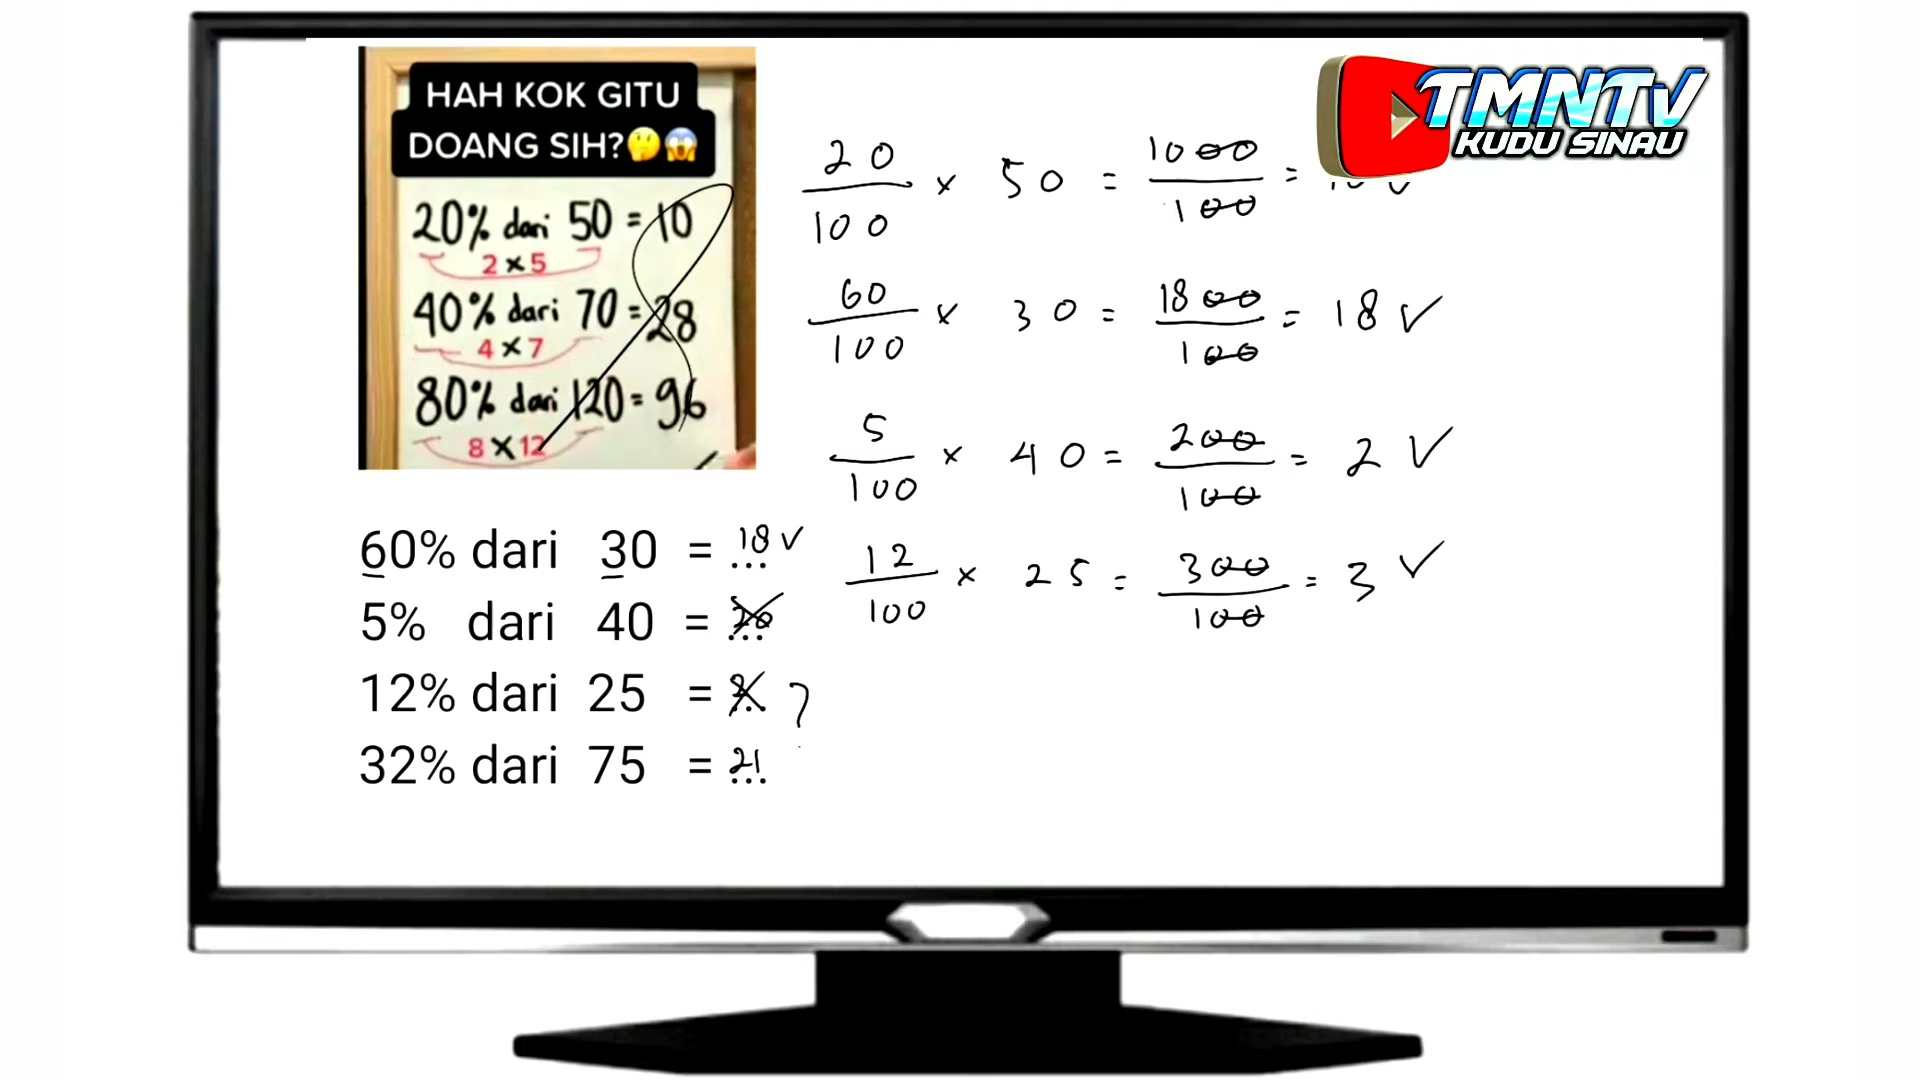 HAH KOK GITU
DOANG SIH?🤔😱
20% dari 50 = 10
2 × 5
40% dari 70 = 28
4 × 7
80% dari 120 = 96
8 × 12
60% dari 30 = 18 ✓
5% dari 40 = 20
12% dari 25 = ... ?
32% dari 75 = 21
TMNTV
KUDU SINAU
20/100 × 50 = 1000/100 = 10 ✓
60/100 × 30 = 1800/100 = 18 ✓
5/100 × 40 = 200/100 = 2 ✓
12/100 × 25 = 300/100 = 3 ✓